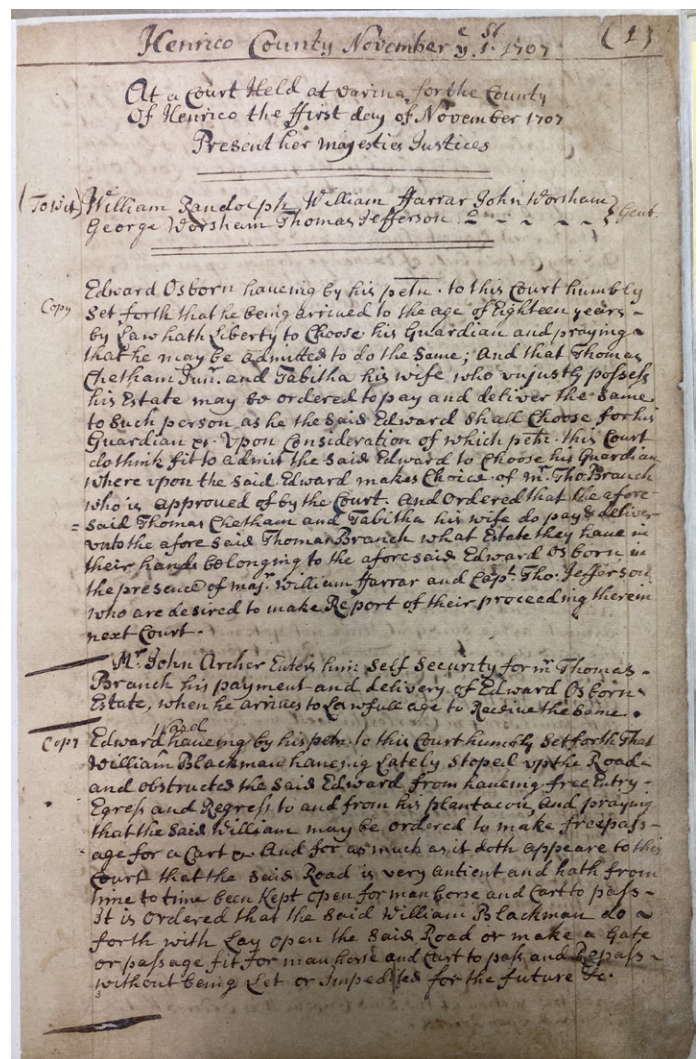 Henrico County November yᵉ 1ˢᵗ 1707 (1)
At a Court Held at varina for the County
Of Henrico the ffirst day of November 1707
Present her majesties Justices
(To wit) William Randolph William ffarrar John Worsham
George Worsham Thomas Jefferson Gent.
Edward Osborn haveing by his petn. to this Court humbly
Copy Set forth that he being arrived to the age of Eighteen years
by Law hath Liberty to Choose his Guardian and praying
that he may be admitted to do the Same; And that Thomas
Chetham Junr. and Tabitha his wife who unjustly possess
his Estate may be ordered to pay and deliver the Same
to Such person as he the Said Edward Shall Choose for his
Guardian &. Vpon Consideration of which petn. this Court
do think fit to admit the Said Edward to Choose his Guardian
where vpon the Said Edward makes Choice of mr. Tho Branch
who is approved of by the Court. And Ordered that the afore
= Said Thomas Chetham and Tabitha his wife do pay & deliver
vnto the afore Said Thomas Branch what Estate they have in
their hands belonging to the aforesaid Edward Osborn in
the presence of majr. William ffarrar and Capt. Tho. Jefferson
who are desired to make Report of their proceeding therein
next Court.
Mr. John Archer Enters him Self Security for mr. Thomas
Branch his payment and delivery of Edward Osborns
Estate, when he arrives to Lawfull age to Receive the Same.
Copy Edward haveing by his petn. to this Court humbly Set forth That
William Blackman haveing Lately Stoped vp the Road
and obstructed the Said Edward from haveing free Entry
Egress and Regress to and from his plantacon, And praying
that the Said William may be ordered to make free pass-
age for a Cart & And for as much as it doth appeare to this
Court that the Said Road is very antient and hath from
time to time been Kept open for man horse and Cart to pass
It is Ordered that the Said William Blackman do
forth with Lay open the Said Road or make a Gate
or passage fit for man horse and Cart to pass and Repass
without being Let or Impedited for the future &c.